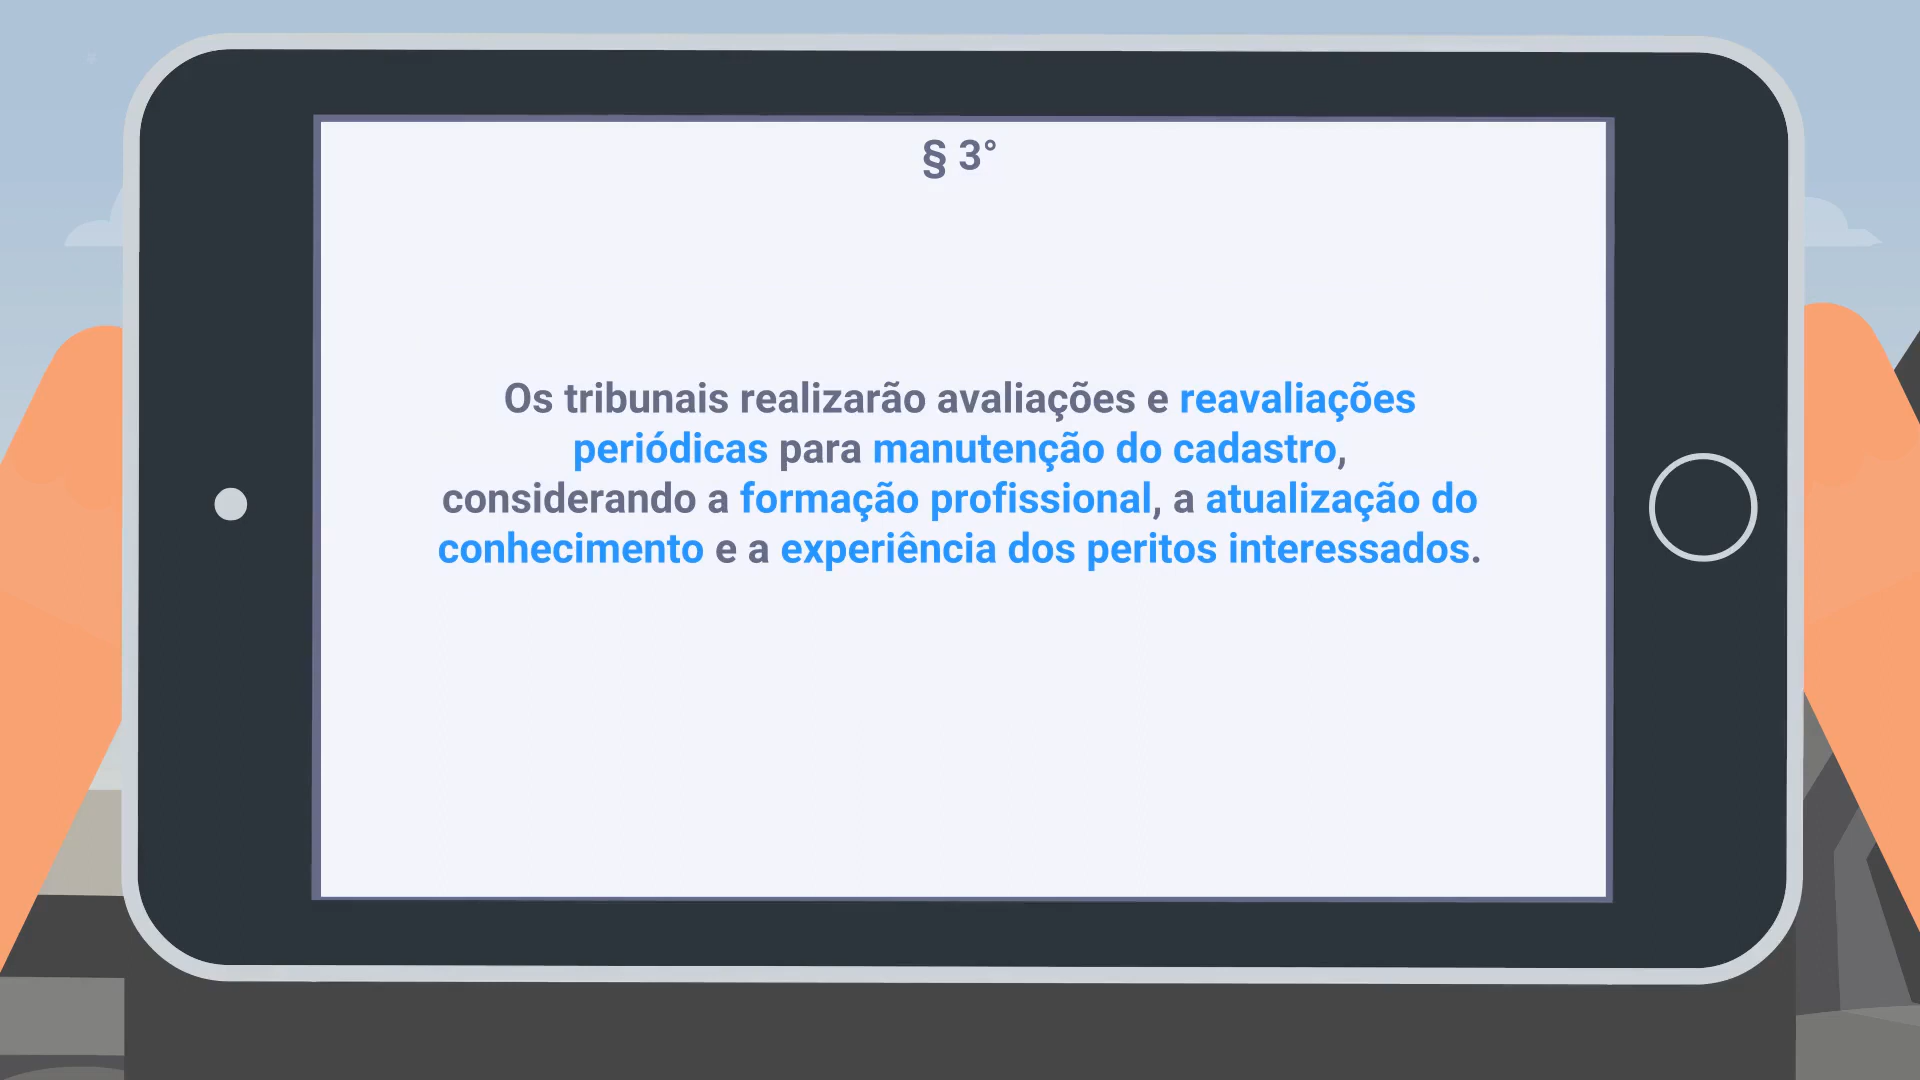 § 3°
Os tribunais realizarão avaliações e reavaliações
periódicas para manutenção do cadastro,
considerando a formação profissional, a atualização do
conhecimento e a experiência dos peritos interessados.